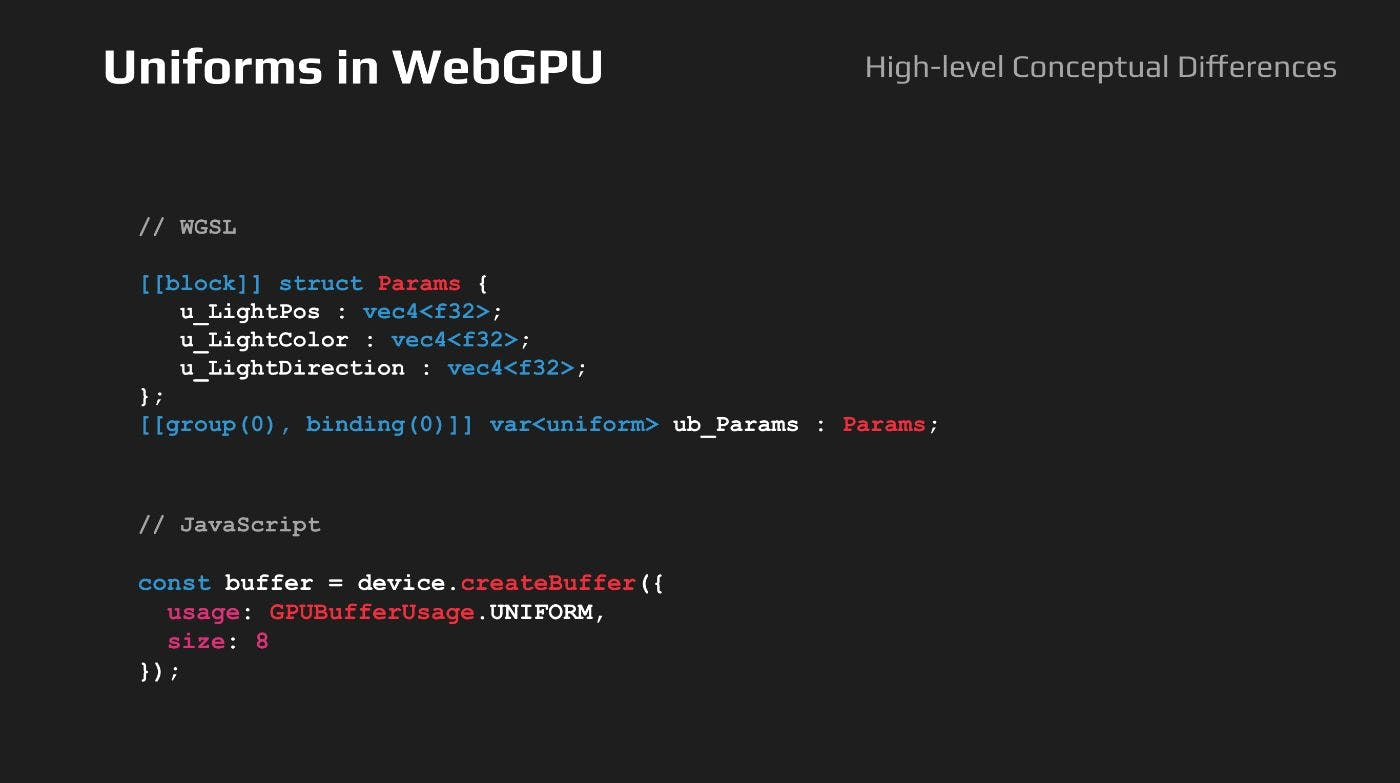 Uniforms in WebGPU
High-level Conceptual Differences
// WGSL
[[block]] struct Params {
   u_LightPos : vec4<f32>;
   u_LightColor : vec4<f32>;
   u_LightDirection : vec4<f32>;
};
[[group(0), binding(0)]] var<uniform> ub_Params : Params;
// JavaScript
const buffer = device.createBuffer({
  usage: GPUBufferUsage.UNIFORM,
  size: 8
});